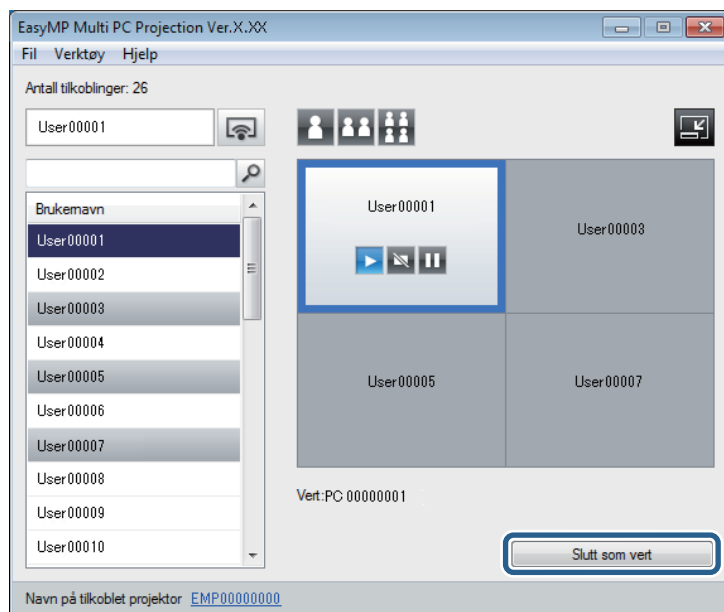 EasyMP Multi PC Projection Ver.X.XX
Fil Verktøy Hjelp
Antall tilkoblinger: 26
User00001
Brukernavn
User00001
User00002
User00003
User00004
User00005
User00006
User00007
User00008
User00009
User00010
User00001
User00003
User00005
User00007
Vert:PC 00000001
Slutt som vert
Navn på tilkoblet projektor EMP00000000